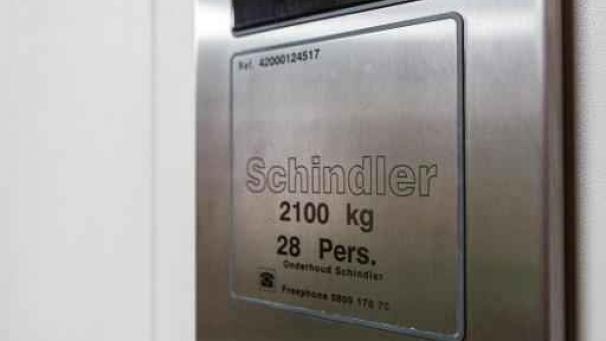 Ref. 42000124517
Schindler
2100 kg
28 Pers.
Onderhoud Schindler
Freephone 0800 170 70